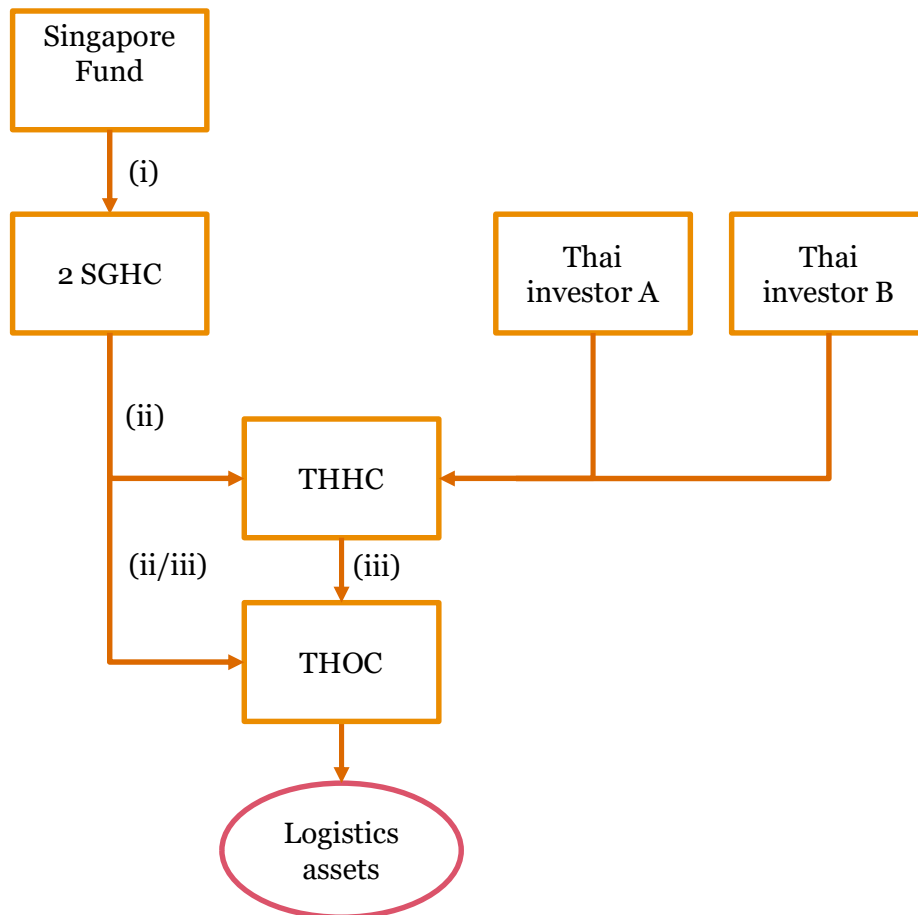 Singapore
Fund
(i)
2 SGHC
Thai
investor A
Thai
investor B
(ii)
THHC
(ii/iii)
(iii)
THOC
Logistics
assets